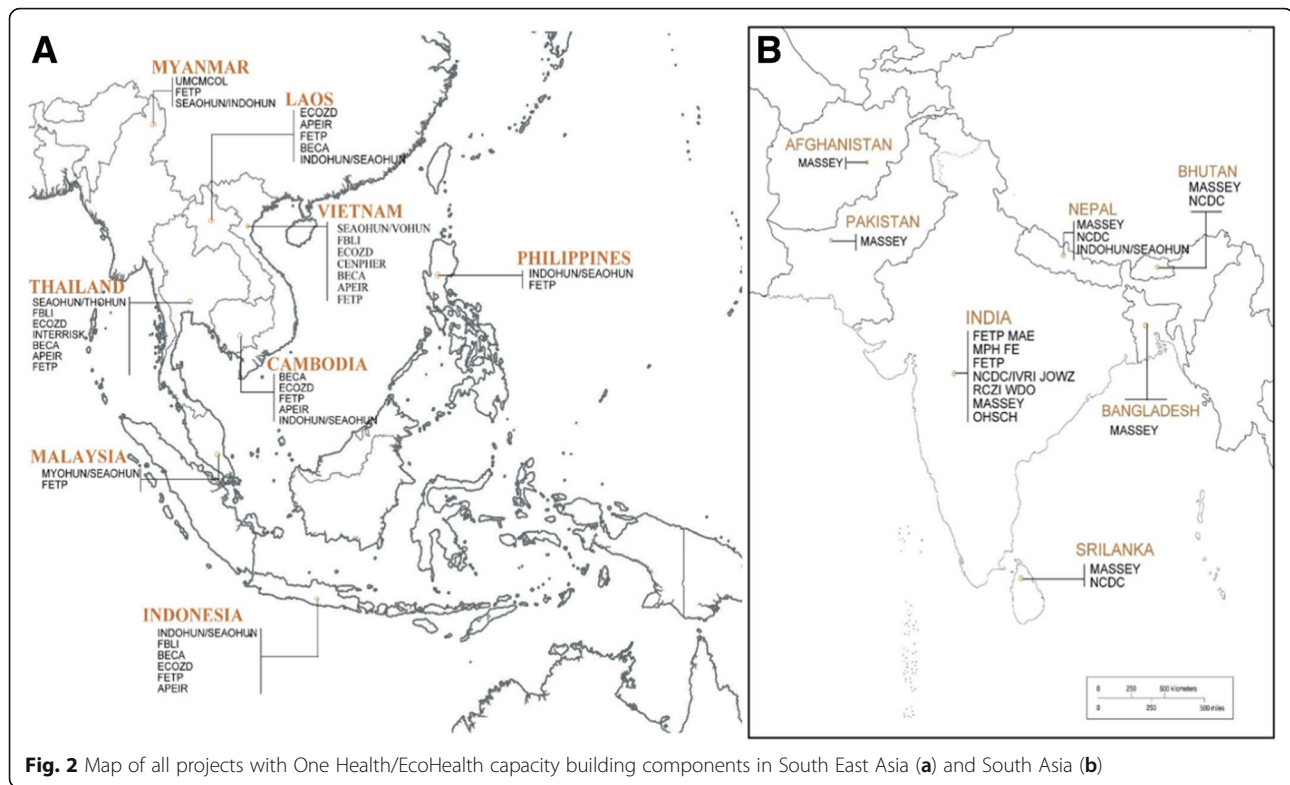 A
MYANMAR
UMCMCOL
FETP
SEAOHUN/INDOHUN
LAOS
ECOZD
APEIR
FETP
BECA
INDOHUN/SEAOHUN
VIETNAM
SEAOHUN/VOHUN
FBLI
ECOZD
CENPHER
BECA
APEIR
FETP
PHILIPPINES
INDOHUN/SEAOHUN
FETP
THAILAND
SEAOHUN/THOHUN
FBLI
ECOZD
INTERRISK
BECA
APEIR
FETP
CAMBODIA
BECA
ECOZD
FETP
APEIR
INDOHUN/SEAOHUN
MALAYSIA
MYOHUN/SEAOHUN
FETP
INDONESIA
INDOHUN/SEAOHUN
FBLI
BECA
ECOZD
FETP
APEIR
B
AFGHANISTAN
MASSEY
PAKISTAN
MASSEY
BHUTAN
MASSEY
NCDC
NEPAL
MASSEY
NCDC
INDOHUN/SEAOHUN
INDIA
FETP MAE
MPH FE
FETP
NCDC/IVRI JOWZ
RCZI WDO
MASSEY
OHSCH
BANGLADESH
MASSEY
SRILANKA
MASSEY
NCDC
0 250 500 kilometers
0 250 500 miles
Fig. 2 Map of all projects with One Health/EcoHealth capacity building components in South East Asia (a) and South Asia (b)